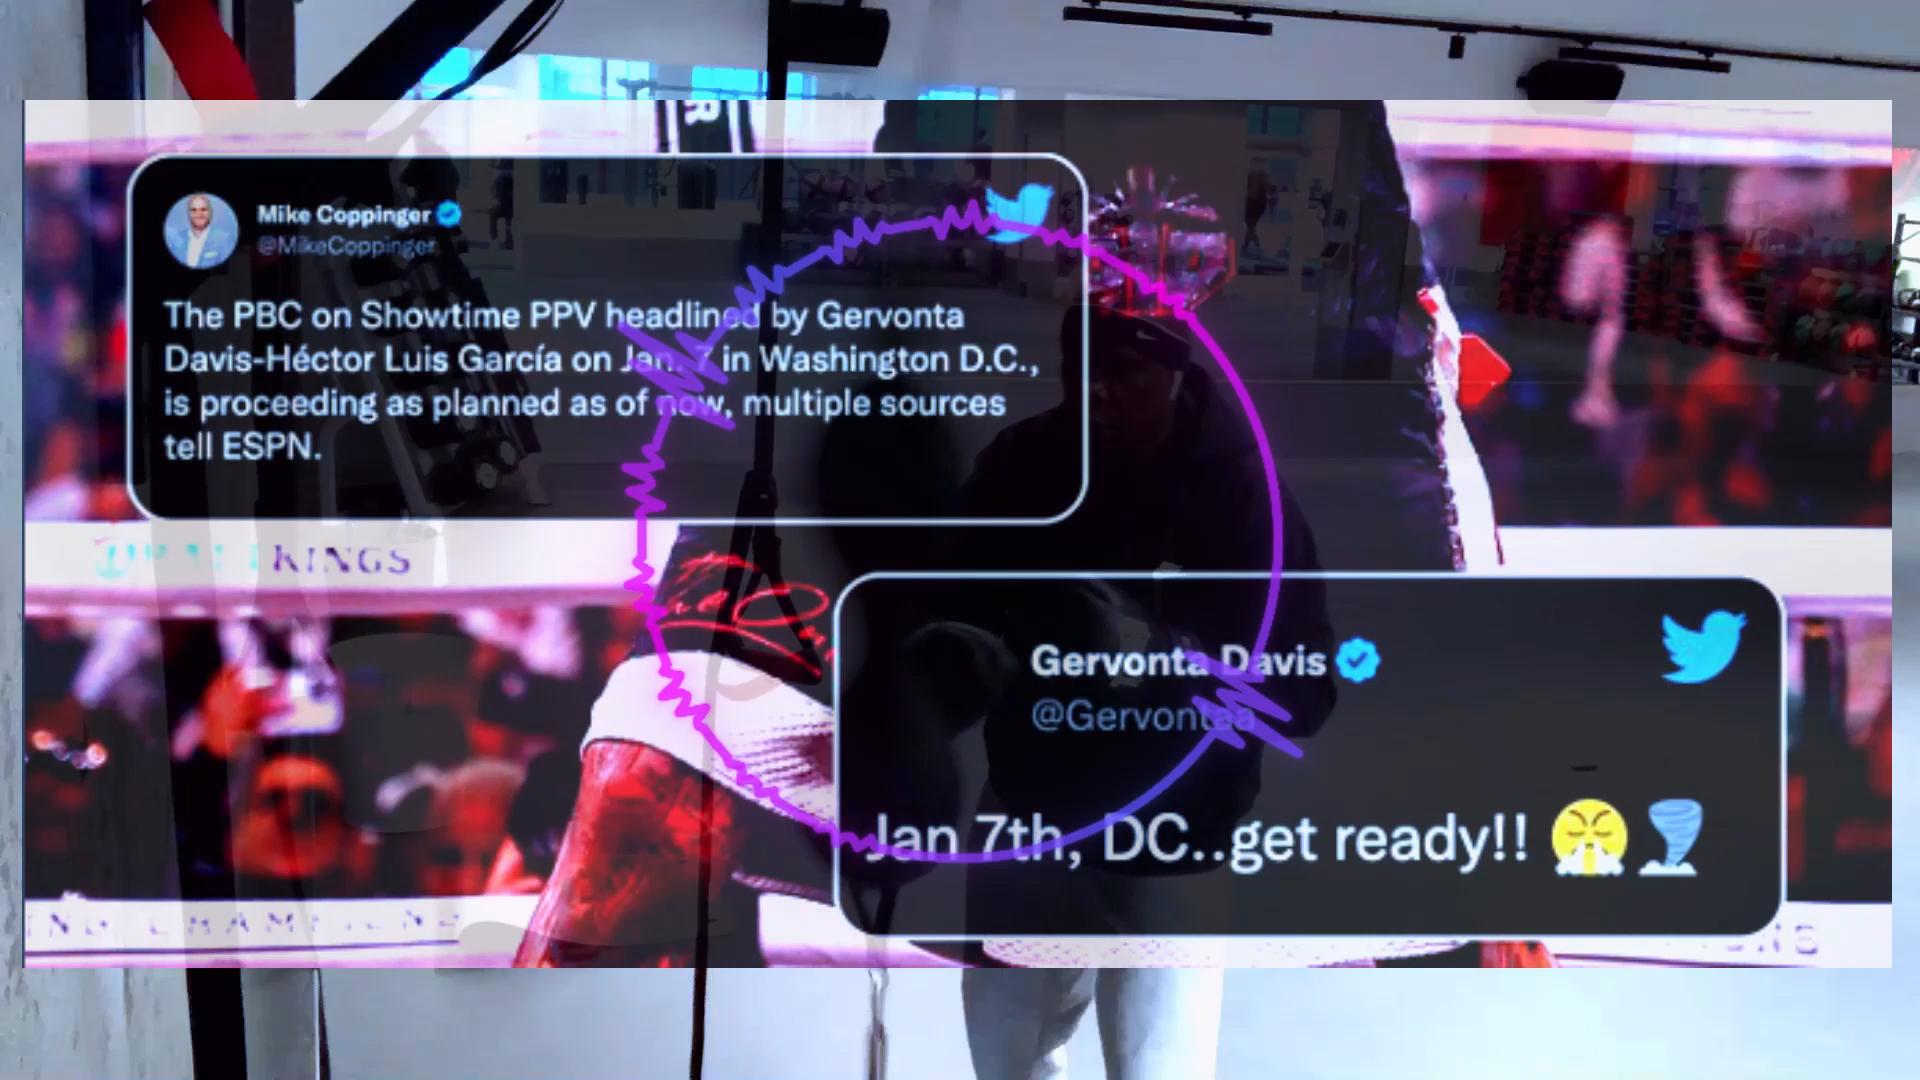 R
Mike Coppinger
@MikeCoppinger
The PBC on Showtime PPV headlined by Gervonta
Davis-Héctor Luis García on Jan. 7 in Washington D.C.,
is proceeding as planned as of now, multiple sources
tell ESPN.
KINGS
Gervonta Davis
@Gervontaa
Jan 7th, DC..get ready!!